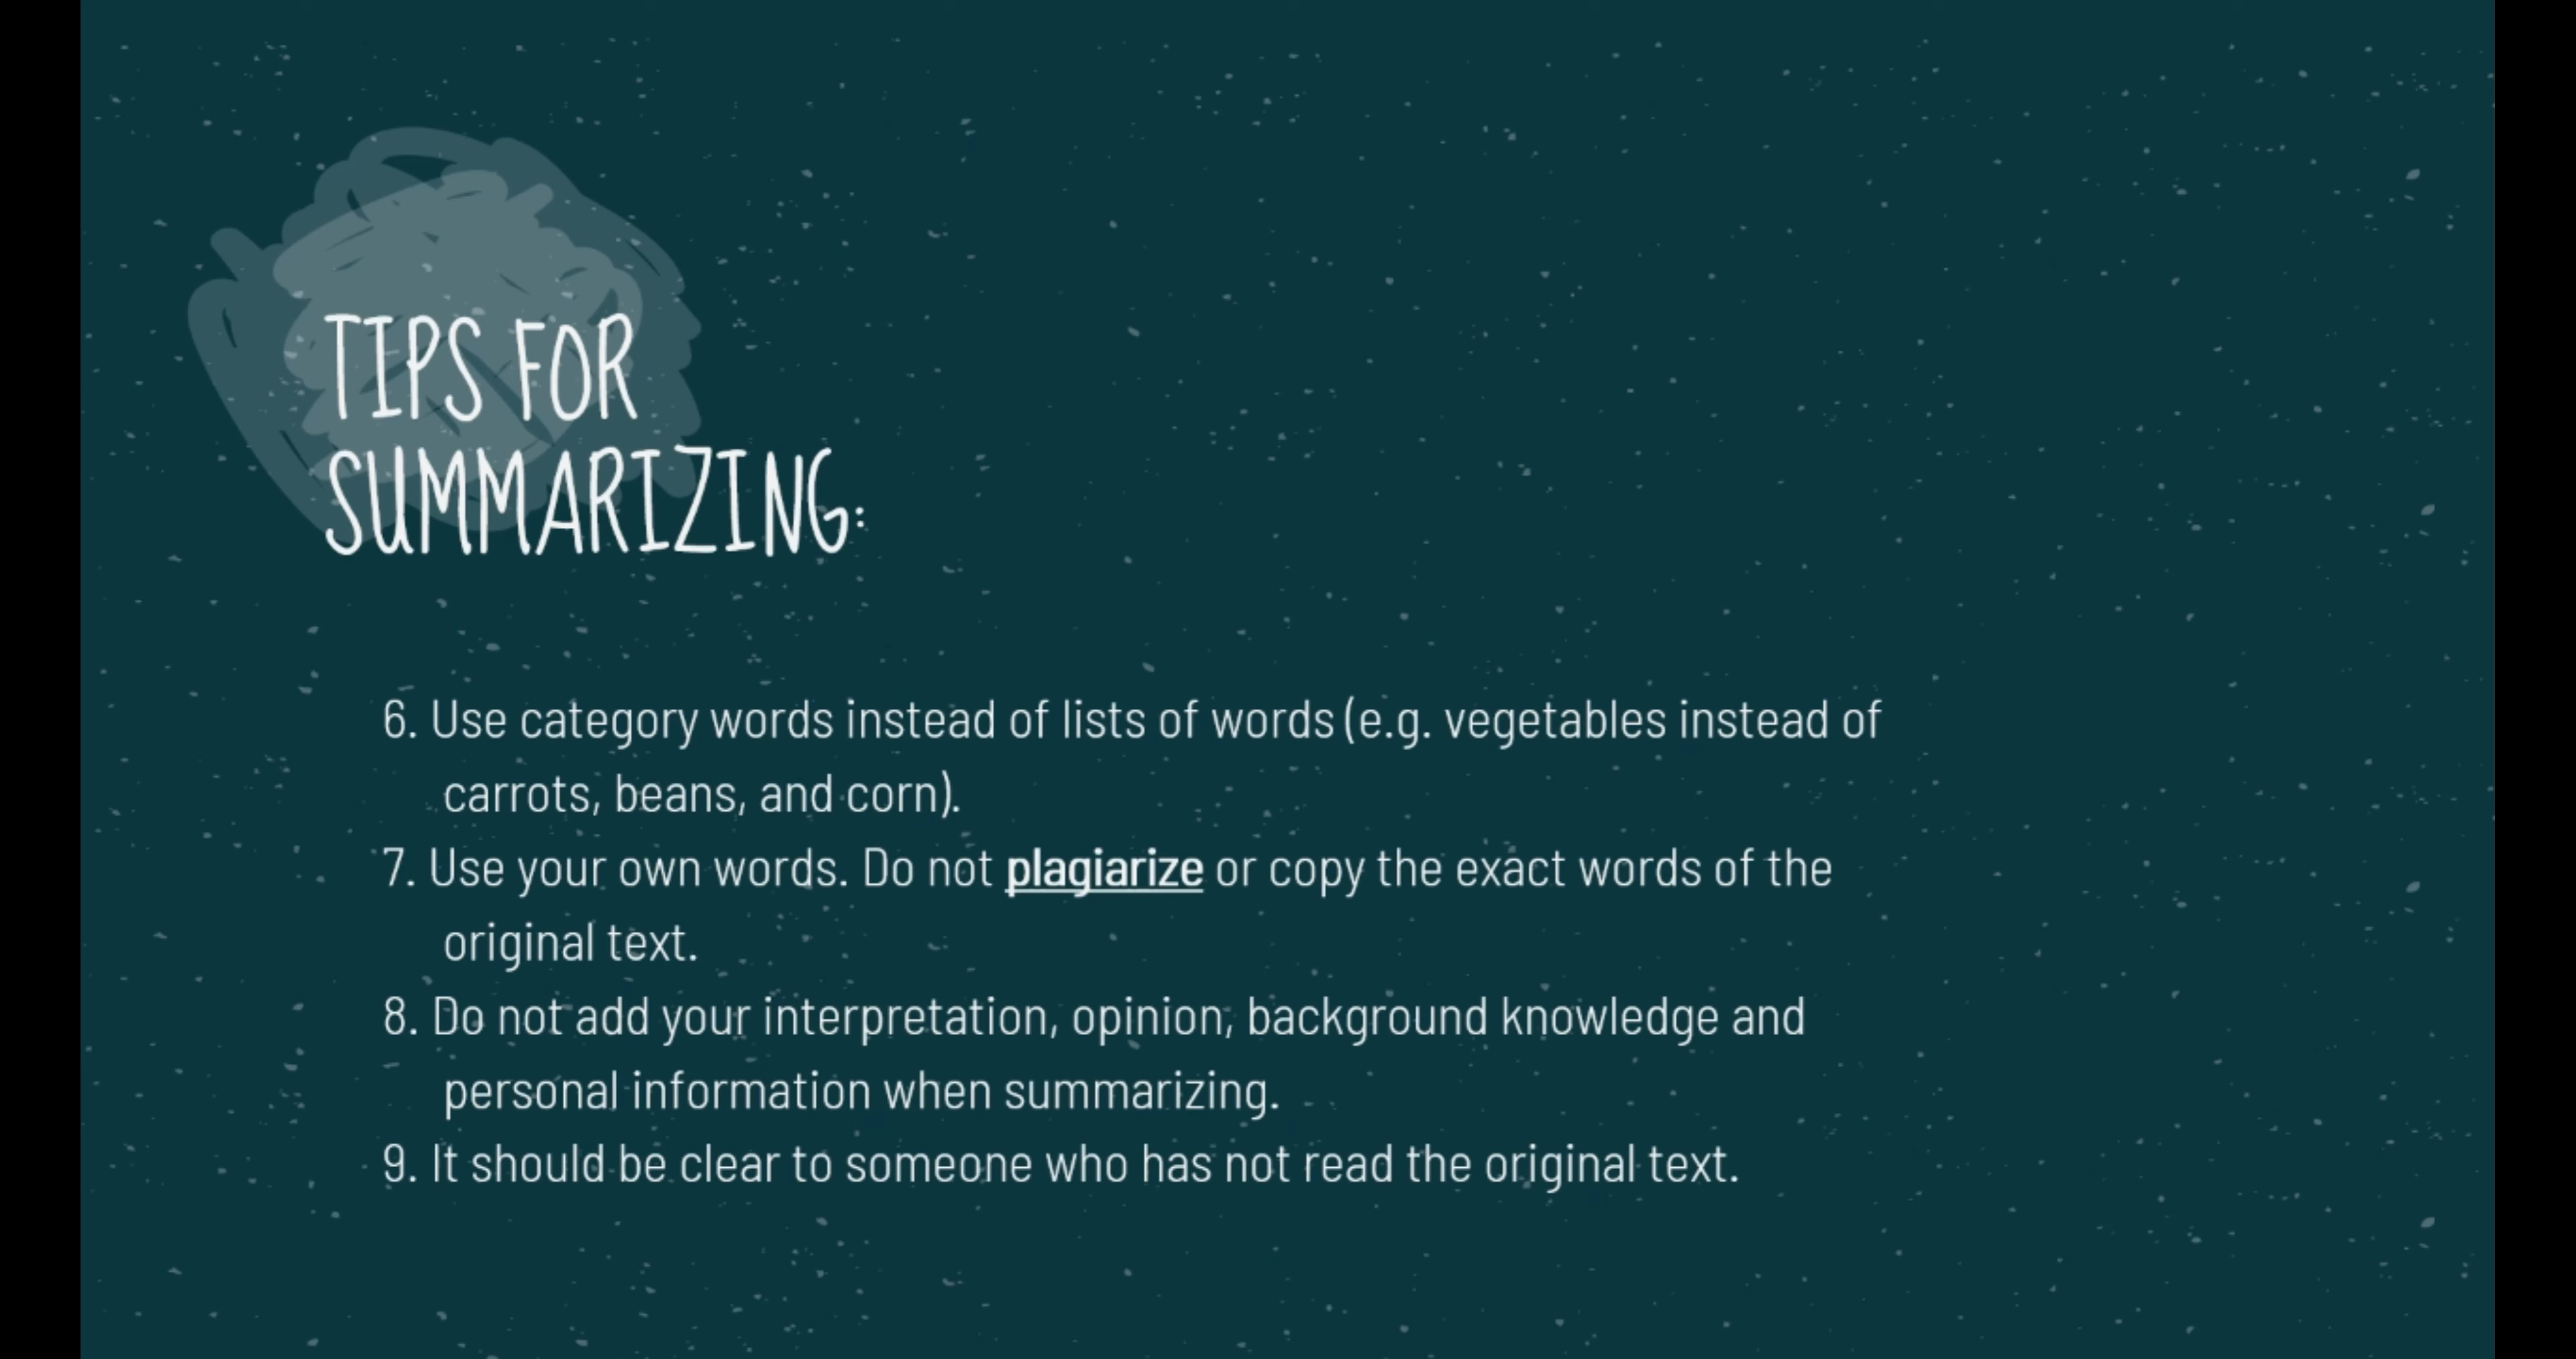 TIPS FOR
SUMMARIZING:
6. Use category words instead of lists of words (e.g. vegetables instead of
carrots, beans, and corn).
7. Use your own words. Do not plagiarize or copy the exact words of the
original text.
8. Do not add your interpretation, opinion, background knowledge and
personal information when summarizing.
9. It should be clear to someone who has not read the original text.